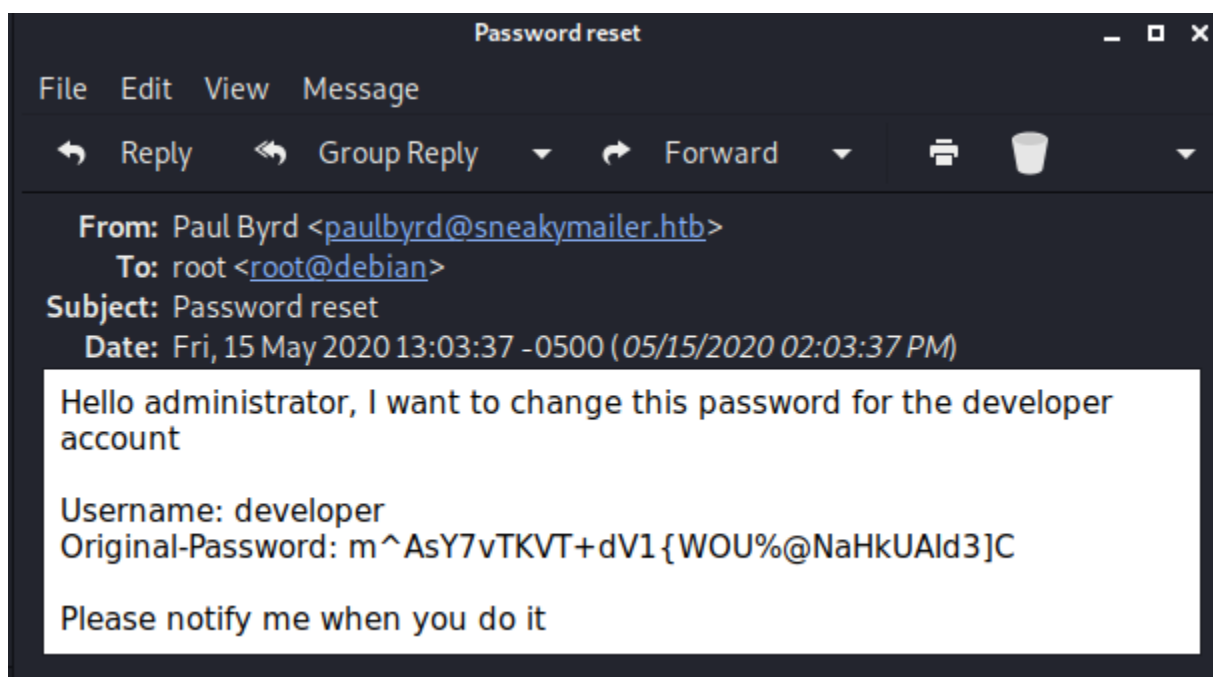 Password reset
File Edit View Message
Reply Group Reply Forward
From: Paul Byrd <paulbyrd@sneakymailer.htb>
To: root <root@debian>
Subject: Password reset
Date: Fri, 15 May 2020 13:03:37 -0500 (05/15/2020 02:03:37 PM)
Hello administrator, I want to change this password for the developer
account
Username: developer
Original-Password: m^AsY7vTKVT+dV1{WOU%@NaHkUAId3]C
Please notify me when you do it